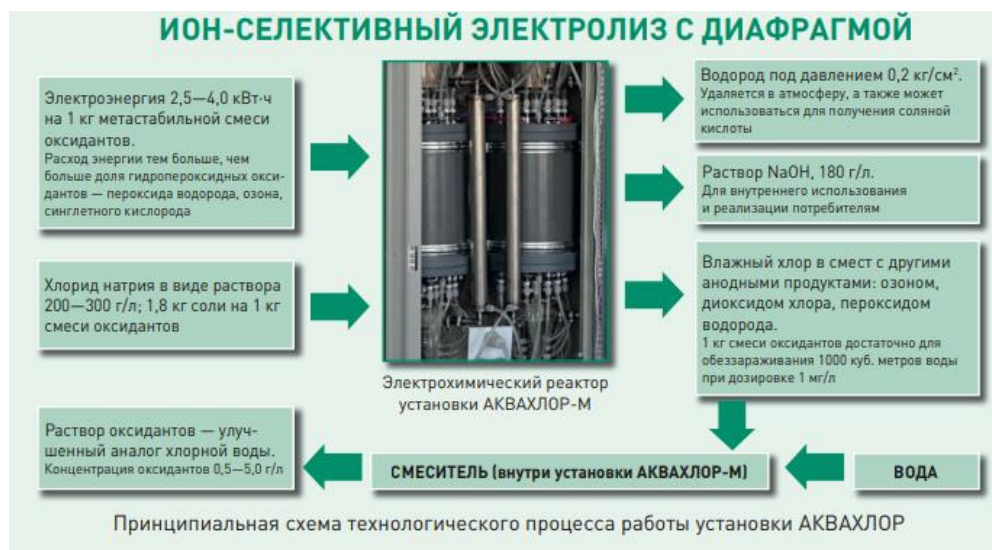 ИОН-СЕЛЕКТИВНЫЙ ЭЛЕКТРОЛИЗ С ДИАФРАГМОЙ
Электроэнергия 2,5—4,0 кВт·ч
на 1 кг метастабильной смеси
оксидантов.
Расход энергии тем больше, чем
больше доля гидропероксидных окси-
дантов — пероксида водорода, озона,
синглетного кислорода
Хлорид натрия в виде раствора
200—300 г/л; 1,8 кг соли на 1 кг
смеси оксидантов
Электрохимический реактор
установки АКВАХЛОР-М
Водород под давлением 0,2 кг/см².
Удаляется в атмосферу, а также может
использоваться для получения соляной
кислоты
Раствор NaOH, 180 г/л.
Для внутреннего использования
и реализации потребителям
Влажный хлор в смест с другими
анодными продуктами: озоном,
диоксидом хлора, пероксидом
водорода.
1 кг смеси оксидантов достаточно для
обеззараживания 1000 куб. метров воды
при дозировке 1 мг/л
Раствор оксидантов — улуч-
шенный аналог хлорной воды.
Концентрация оксидантов 0,5—5,0 г/л
СМЕСИТЕЛЬ (внутри установки АКВАХЛОР-М)
ВОДА
Принципиальная схема технологического процесса работы установки АКВАХЛОР